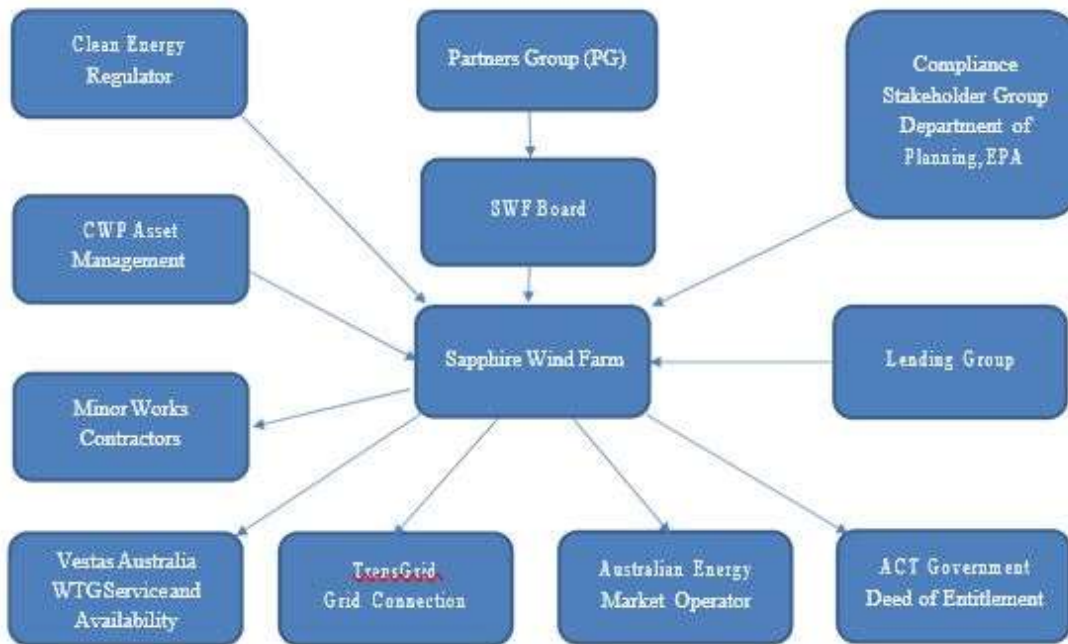 Clean Energy
Regulator
Partners Group (PG)
Compliance
Stakeholder Group
Department of
Planning, EPA
CWP Asset
Management
SWF Board
Sapphire Wind Farm
Lending Group
Minor Works
Contractors
Vestas Australia
WTG Service and
Availability
TransGrid
Grid Connection
Australian Energy
Market Operator
ACT Government
Deed of Entitlement